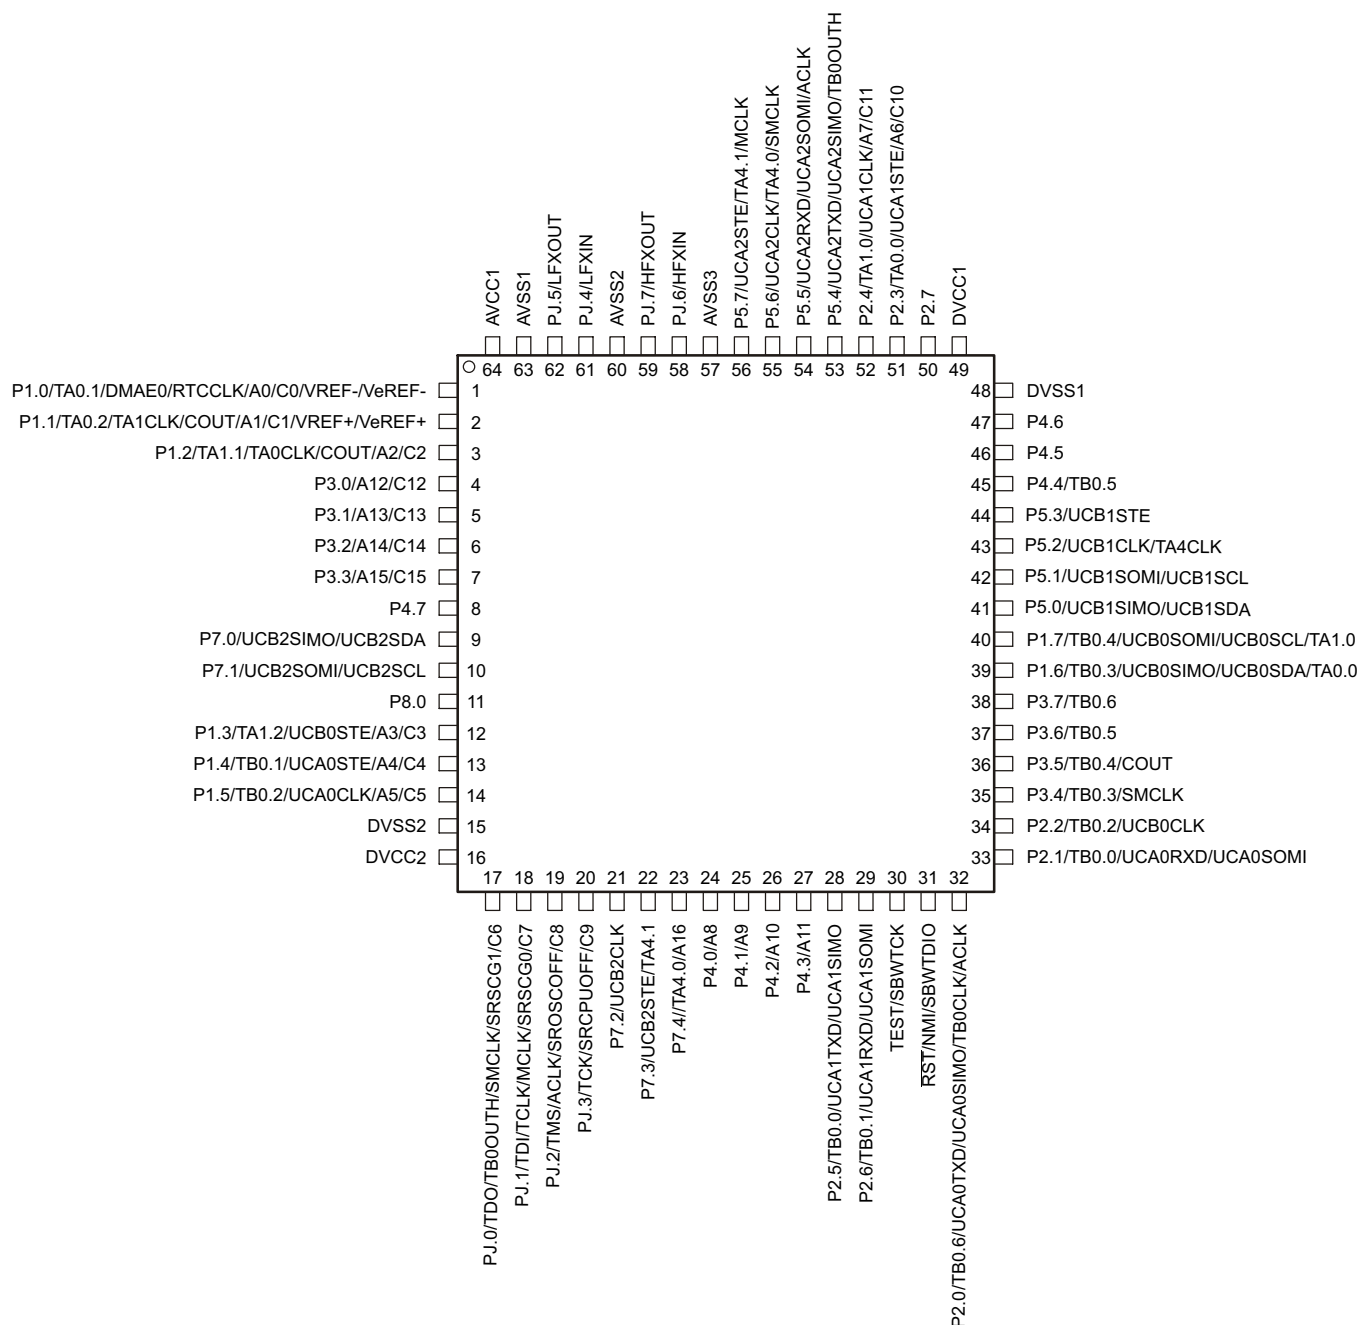 AVCC1
AVSS1
PJ.5/LFXOUT
PJ.4/LFXIN
AVSS2
PJ.7/HFXOUT
PJ.6/HFXIN
AVSS3
P5.7/UCA2STE/TA4.1/MCLK
P5.6/UCA2CLK/TA4.0/SMCLK
P5.5/UCA2RXD/UCA2SOMI/ACLK
P5.4/UCA2TXD/UCA2SIMO/TB0OUTH
P2.4/TA1.0/UCA1CLK/A7/C11
P2.3/TA0.0/UCA1STE/A6/C10
P2.7
DVCC1
64 63 62 61 60 59 58 57 56 55 54 53 52 51 50 49
P1.0/TA0.1/DMAE0/RTCCLK/A0/C0/VREF-/VeREF- 1
P1.1/TA0.2/TA1CLK/COUT/A1/C1/VREF+/VeREF+ 2
P1.2/TA1.1/TA0CLK/COUT/A2/C2 3
P3.0/A12/C12 4
P3.1/A13/C13 5
P3.2/A14/C14 6
P3.3/A15/C15 7
P4.7 8
P7.0/UCB2SIMO/UCB2SDA 9
P7.1/UCB2SOMI/UCB2SCL 10
P8.0 11
P1.3/TA1.2/UCB0STE/A3/C3 12
P1.4/TB0.1/UCA0STE/A4/C4 13
P1.5/TB0.2/UCA0CLK/A5/C5 14
DVSS2 15
DVCC2 16
48 DVSS1
47 P4.6
46 P4.5
45 P4.4/TB0.5
44 P5.3/UCB1STE
43 P5.2/UCB1CLK/TA4CLK
42 P5.1/UCB1SOMI/UCB1SCL
41 P5.0/UCB1SIMO/UCB1SDA
40 P1.7/TB0.4/UCB0SOMI/UCB0SCL/TA1.0
39 P1.6/TB0.3/UCB0SIMO/UCB0SDA/TA0.0
38 P3.7/TB0.6
37 P3.6/TB0.5
36 P3.5/TB0.4/COUT
35 P3.4/TB0.3/SMCLK
34 P2.2/TB0.2/UCB0CLK
33 P2.1/TB0.0/UCA0RXD/UCA0SOMI
17 18 19 20 21 22 23 24 25 26 27 28 29 30 31 32
PJ.0/TDO/TB0OUTH/SMCLK/SRSCG1/C6
PJ.1/TDI/TCLK/MCLK/SRSCG0/C7
PJ.2/TMS/ACLK/SROSCOFF/C8
PJ.3/TCK/SRCPUOFF/C9
P7.2/UCB2CLK
P7.3/UCB2STE/TA4.1
P7.4//TA4.0/A16
P4.0/A8
P4.1/A9
P4.2/A10
P4.3/A11
P2.5/TB0.0/UCA1TXD/UCA1SIMO
P2.6/TB0.1/UCA1RXD/UCA1SOMI
TEST/SBWTCK
RST/NMI/SBWTDIO
P2.0/TB0.6/UCA0TXD/UCA0SIMO/TB0CLK/ACLK